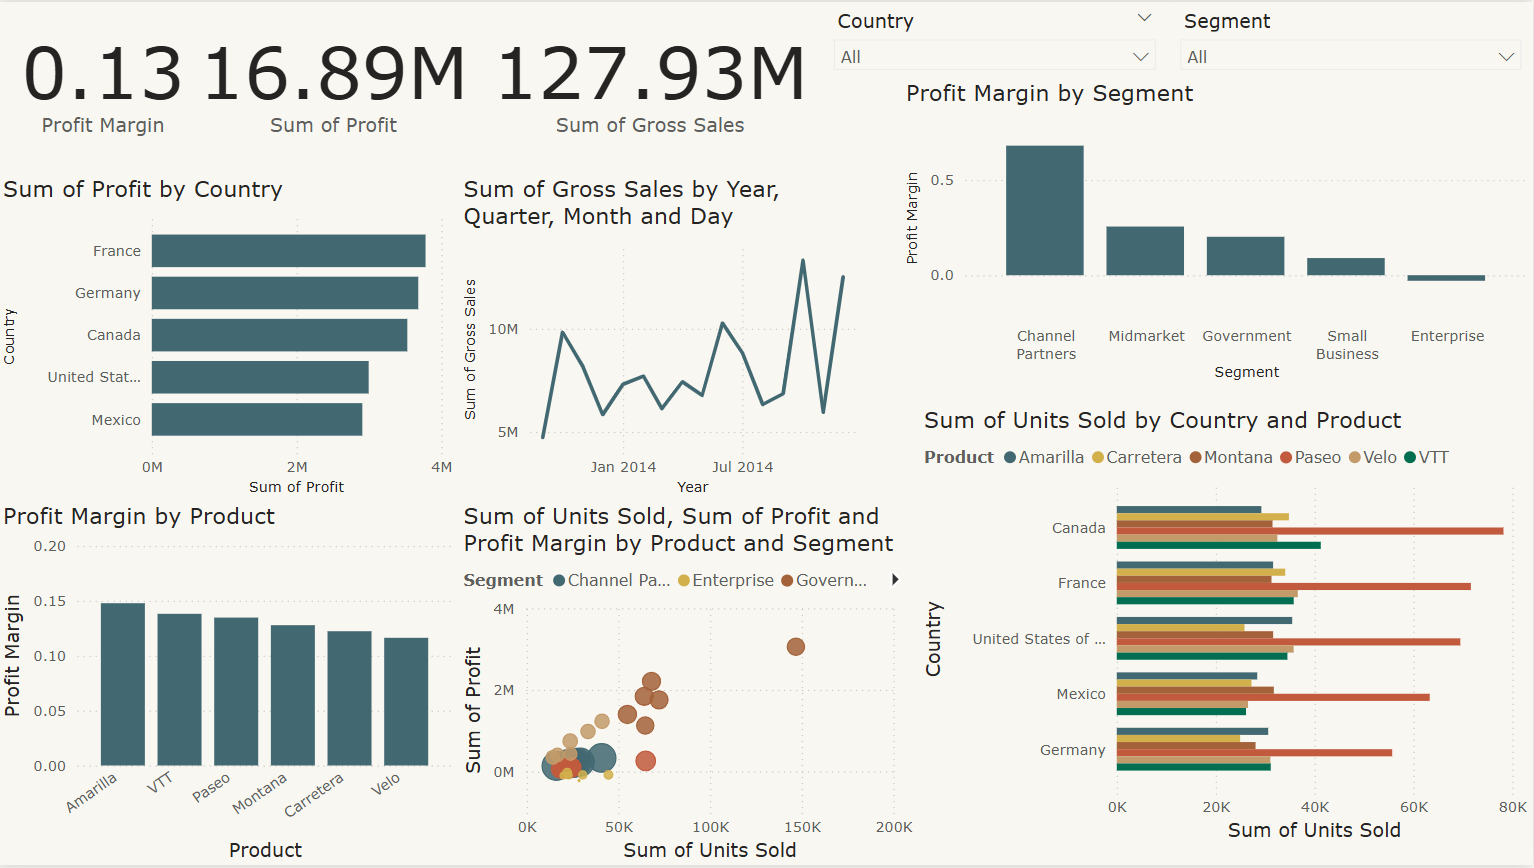 0.13
Profit Margin
16.89M
Sum of Profit
127.93M
Sum of Gross Sales
Country
All
Segment
All
Sum of Profit by Country
Country
France
Germany
Canada
United Stat...
Mexico
0M
2M
4M
Sum of Profit
Sum of Gross Sales by Year,
Quarter, Month and Day
Sum of Gross Sales
10M
5M
Jan 2014
Jul 2014
Year
Profit Margin by Segment
Profit Margin
0.5
0.0
Channel
Partners
Midmarket
Government
Small
Business
Enterprise
Segment
Profit Margin by Product
Profit Margin
0.20
0.15
0.10
0.05
0.00
Amarilla
VTT
Paseo
Montana
Carretera
Velo
Product
Sum of Units Sold, Sum of Profit and
Profit Margin by Product and Segment
Segment Channel Pa... Enterprise Govern...
Sum of Profit
4M
2M
0M
0K
50K
100K
150K
200K
Sum of Units Sold
Sum of Units Sold by Country and Product
Product Amarilla Carretera Montana Paseo Velo VTT
Country
Canada
France
United States of ...
Mexico
Germany
0K
20K
40K
60K
80K
Sum of Units Sold